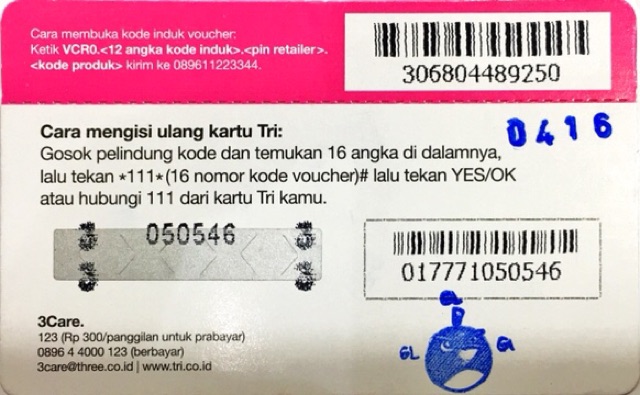 Cara membuka kode induk voucher:
Ketik VCR0.<12 angka kode induk>.<pin retailer>.
<kode produk> kirim ke 089611223344.
306804489250
0416
Cara mengisi ulang kartu Tri:
Gosok pelindung kode dan temukan 16 angka di dalamnya,
lalu tekan *111*(16 nomor kode voucher)# lalu tekan YES/OK
atau hubungi 111 dari kartu Tri kamu.
050546
017771050546
3Care.
123 (Rp 300/panggilan untuk prabayar)
0896 4 4000 123 (berbayar)
3care@three.co.id | www.tri.co.id
GL
GL